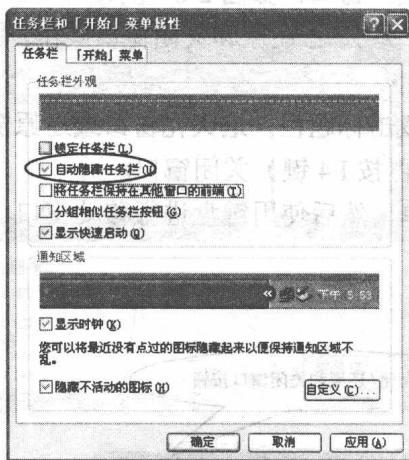 任务栏和「开始」菜单属性
任务栏 「开始」菜单
任务栏外观
锁定任务栏(L)
自动隐藏任务栏(U)
将任务栏保持在其他窗口的前端(T)
分组相似任务栏按钮(G)
显示快速启动(Q)
通知区域
下午 5:53
显示时钟(K)
您可以将最近没有点过的图标隐藏起来以便保持通知区域不
乱。
隐藏不活动的图标(H) 自定义(C)...
确定 取消 应用(A)